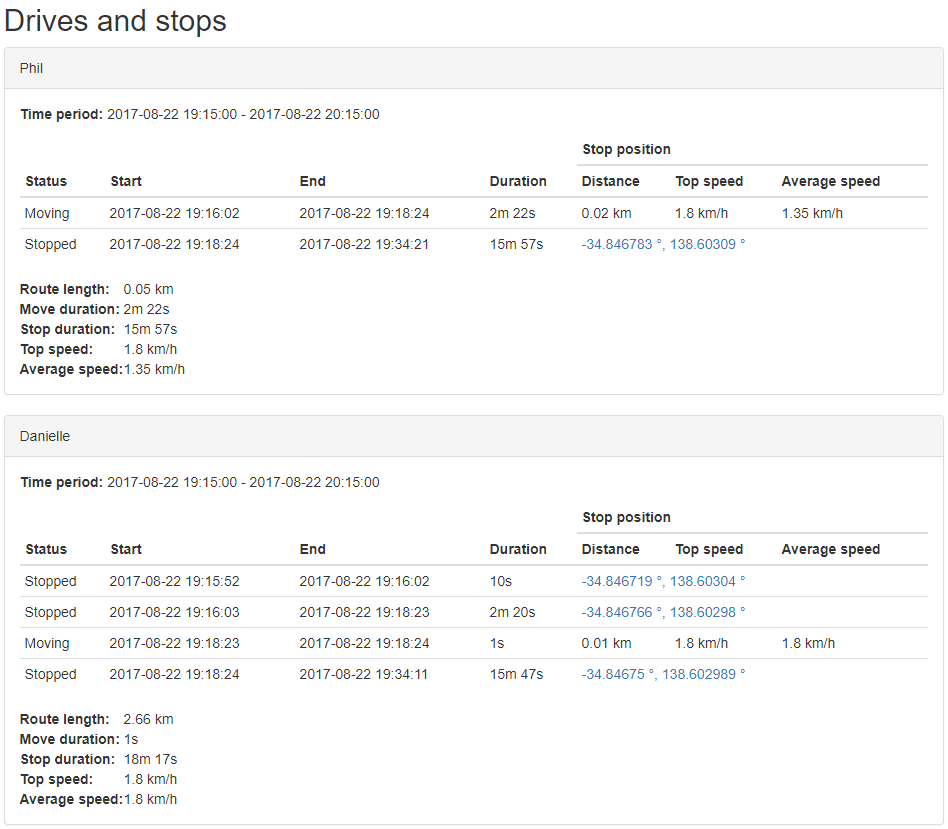 Drives and stops
Phil
Time period: 2017-08-22 19:15:00 - 2017-08-22 20:15:00
Stop position
Status Start End Duration Distance Top speed Average speed
Moving 2017-08-22 19:16:02 2017-08-22 19:18:24 2m 22s 0.02 km 1.8 km/h 1.35 km/h
Stopped 2017-08-22 19:18:24 2017-08-22 19:34:21 15m 57s -34.846783 °, 138.60309 °
Route length: 0.05 km
Move duration: 2m 22s
Stop duration: 15m 57s
Top speed: 1.8 km/h
Average speed: 1.35 km/h
Danielle
Time period: 2017-08-22 19:15:00 - 2017-08-22 20:15:00
Stop position
Status Start End Duration Distance Top speed Average speed
Stopped 2017-08-22 19:15:52 2017-08-22 19:16:02 10s -34.846719 °, 138.60304 °
Stopped 2017-08-22 19:16:03 2017-08-22 19:18:23 2m 20s -34.846766 °, 138.60298 °
Moving 2017-08-22 19:18:23 2017-08-22 19:18:24 1s 0.01 km 1.8 km/h 1.8 km/h
Stopped 2017-08-22 19:18:24 2017-08-22 19:34:11 15m 47s -34.84675 °, 138.602989 °
Route length: 2.66 km
Move duration: 1s
Stop duration: 18m 17s
Top speed: 1.8 km/h
Average speed: 1.8 km/h